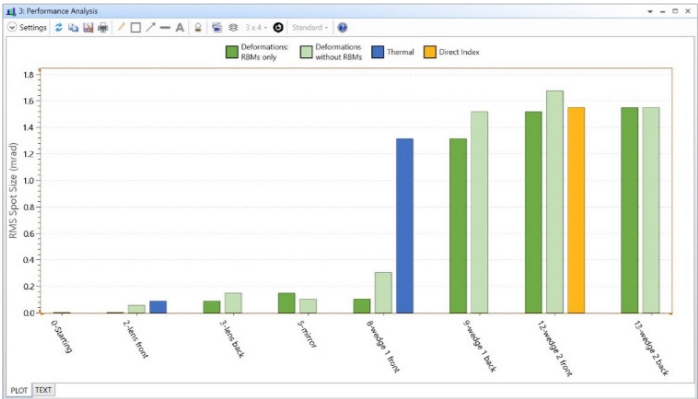 3: Performance Analysis
Settings
3 x 4
Standard
Deformations:
RBMs only
Deformations
without RBMs
Thermal
Direct Index
RMS Spot Size (mrad)
1.8
1.6
1.4
1.2
1.0
0.8
0.6
0.4
0.2
0.0
0-Starting
2-lens front
3-lens back
5-mirror
8-wedge 1 front
9-wedge 1 back
12-wedge 2 front
13-wedge 2 back
PLOT TEXT